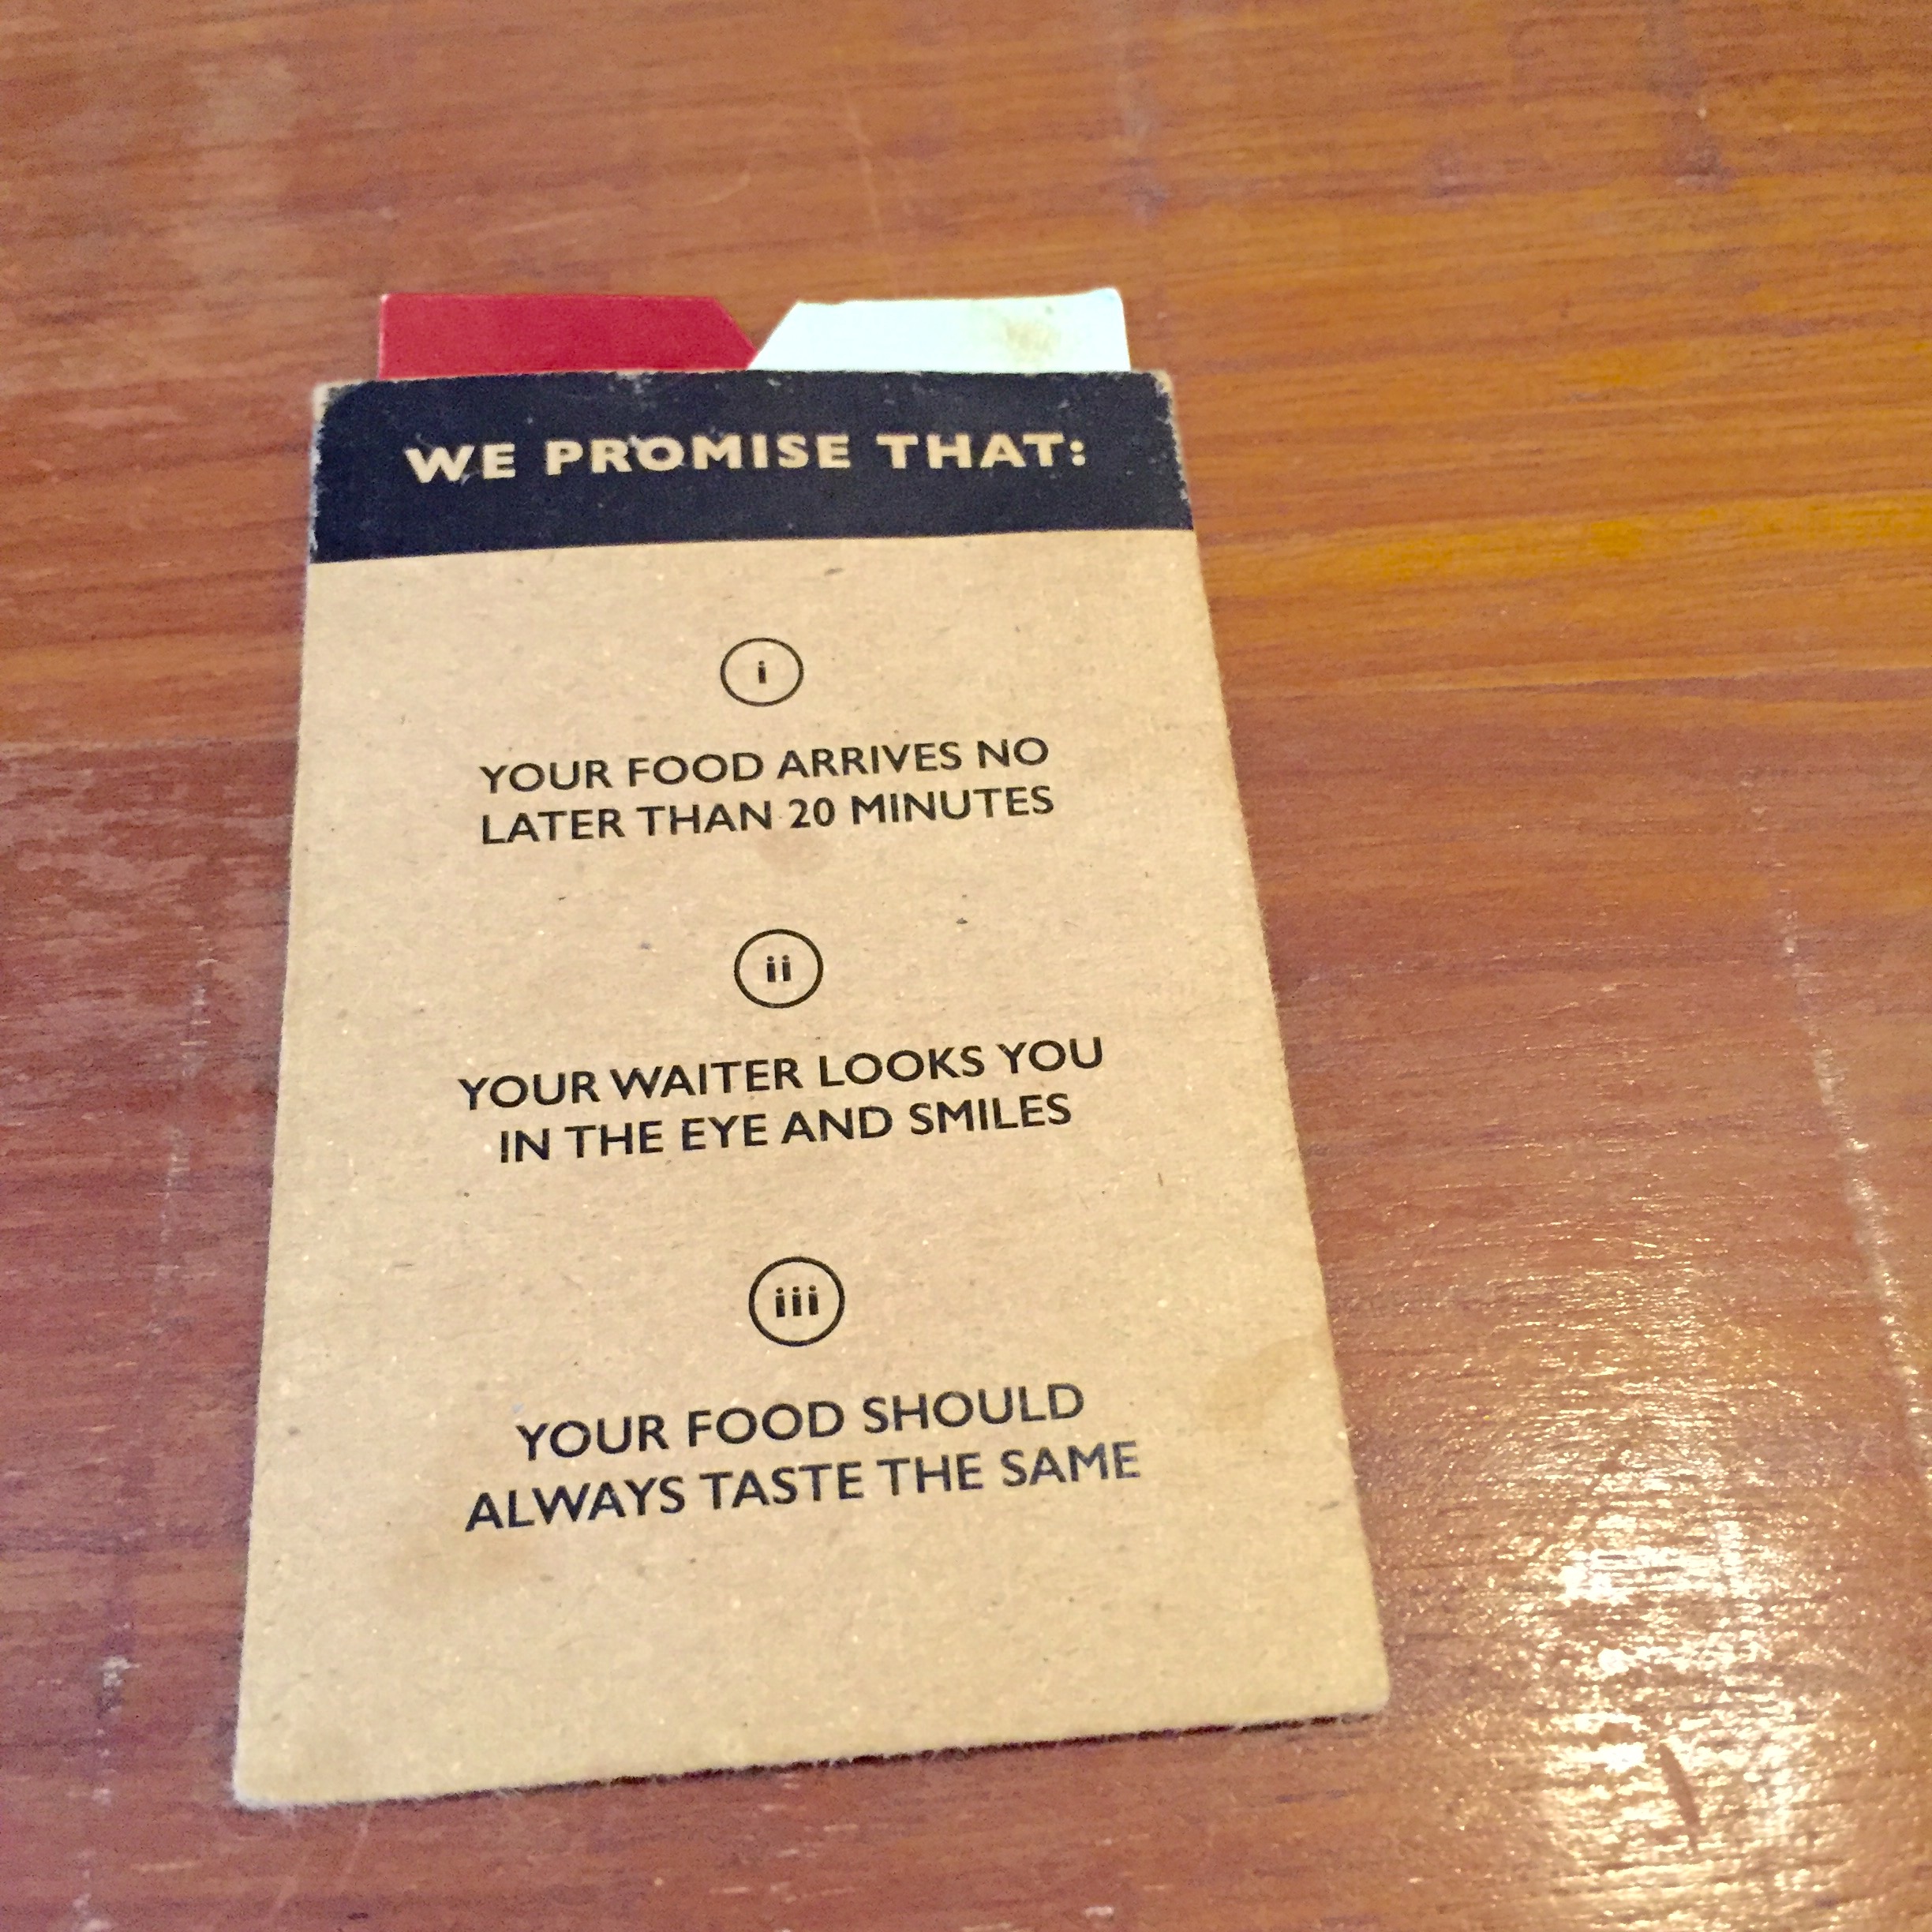 WE PROMISE THAT:
i
YOUR FOOD ARRIVES NO
LATER THAN 20 MINUTES
ii
YOUR WAITER LOOKS YOU
IN THE EYE AND SMILES
iii
YOUR FOOD SHOULD
ALWAYS TASTE THE SAME